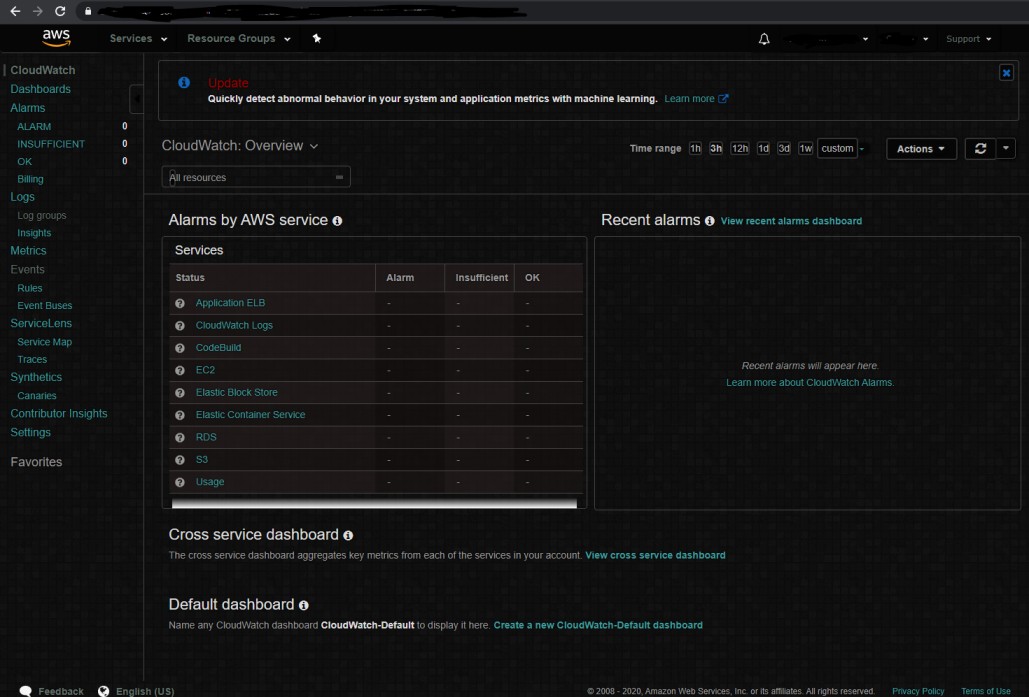 aws
Services
Resource Groups
Support
CloudWatch
Dashboards
Alarms
ALARM 0
INSUFFICIENT 0
OK 0
Billing
Logs
Log groups
Insights
Metrics
Events
Rules
Event Buses
ServiceLens
Service Map
Traces
Synthetics
Canaries
Contributor Insights
Settings
Favorites
Update
Quickly detect abnormal behavior in your system and application metrics with machine learning. Learn more
CloudWatch: Overview
Time range 1h 3h 12h 1d 3d 1w custom
Actions
All resources
Alarms by AWS service
Services
Status Alarm Insufficient OK
Application ELB - - -
CloudWatch Logs - - -
CodeBuild - - -
EC2 - - -
Elastic Block Store - - -
Elastic Container Service - - -
RDS - - -
S3 - - -
Usage - - -
Recent alarms View recent alarms dashboard
Recent alarms will appear here.
Learn more about CloudWatch Alarms.
Cross service dashboard
The cross service dashboard aggregates key metrics from each of the services in your account. View cross service dashboard
Default dashboard
Name any CloudWatch dashboard CloudWatch-Default to display it here. Create a new CloudWatch-Default dashboard
Feedback English (US)
© 2008 - 2020, Amazon Web Services, Inc. or its affiliates. All rights reserved. Privacy Policy Terms of Use